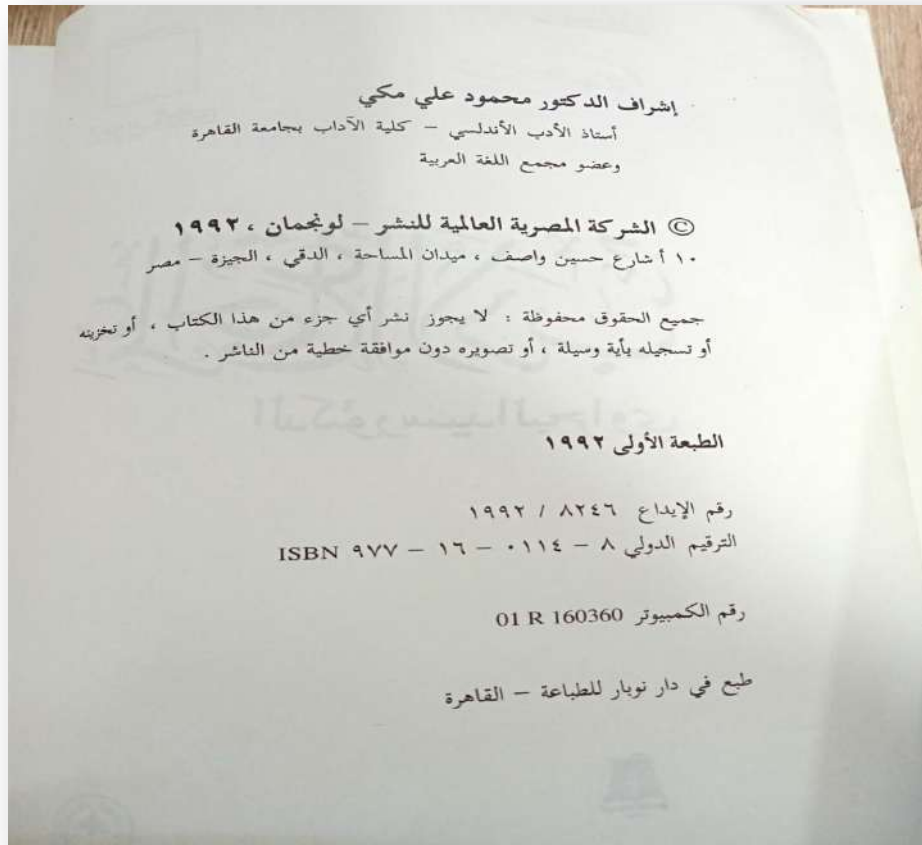 إشراف الدكتور محمود علي مكي
أستاذ الأدب الأندلسي – كلية الآداب بجامعة القاهرة
وعضو مجمع اللغة العربية
© الشركة المصرية العالمية للنشر – لونجمان ، ١٩٩٢
١٠ أ شارع حسين واصف ، ميدان المساحة ، الدقي ، الجيزة – مصر
جميع الحقوق محفوظة : لا يجوز نشر أي جزء من هذا الكتاب ، أو تخزينه
أو تسجيله بأية وسيلة ، أو تصويره دون موافقة خطية من الناشر .
الطبعة الأولى ١٩٩٢
رقم الإيداع ٨٢٤٦ / ١٩٩٢
الترقيم الدولي ٨ – ٠١١٤ – ١٦ – ٩٧٧ ISBN
رقم الكمبيوتر 01 R 160360
طبع في دار نوبار للطباعة – القاهرة